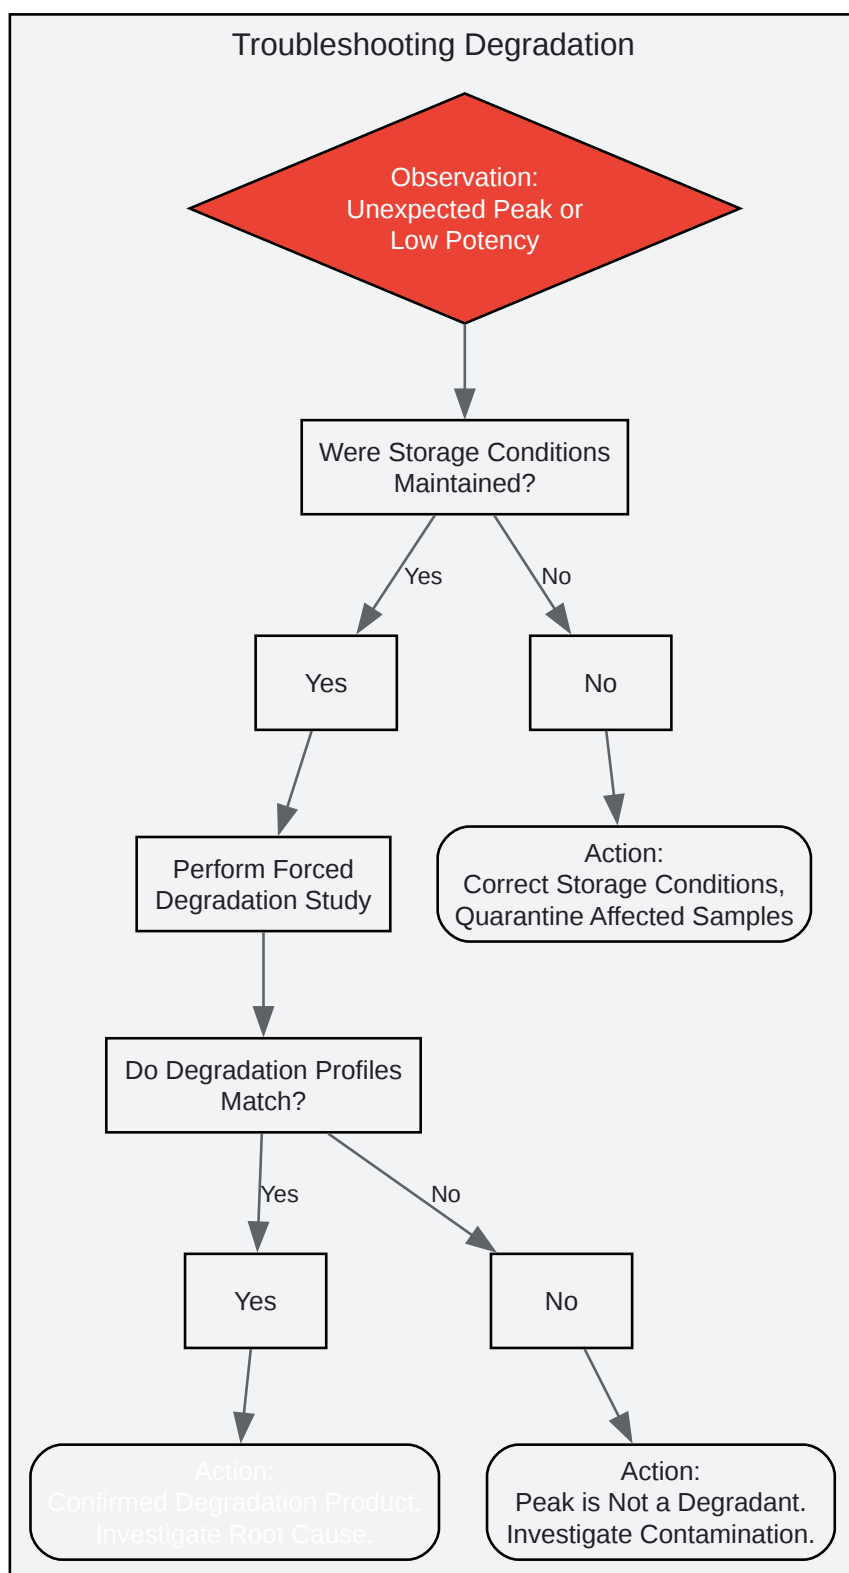 Troubleshooting Degradation
Observation:
Unexpected Peak or
Low Potency
Were Storage Conditions
Maintained?
Yes
No
Yes
No
Perform Forced
Degradation Study
Action:
Correct Storage Conditions,
Quarantine Affected Samples
Do Degradation Profiles
Match?
Yes
No
Yes
No
Action:
Confirmed Degradation Product.
Investigate Root Cause.
Action:
Peak is Not a Degradant.
Investigate Contamination.